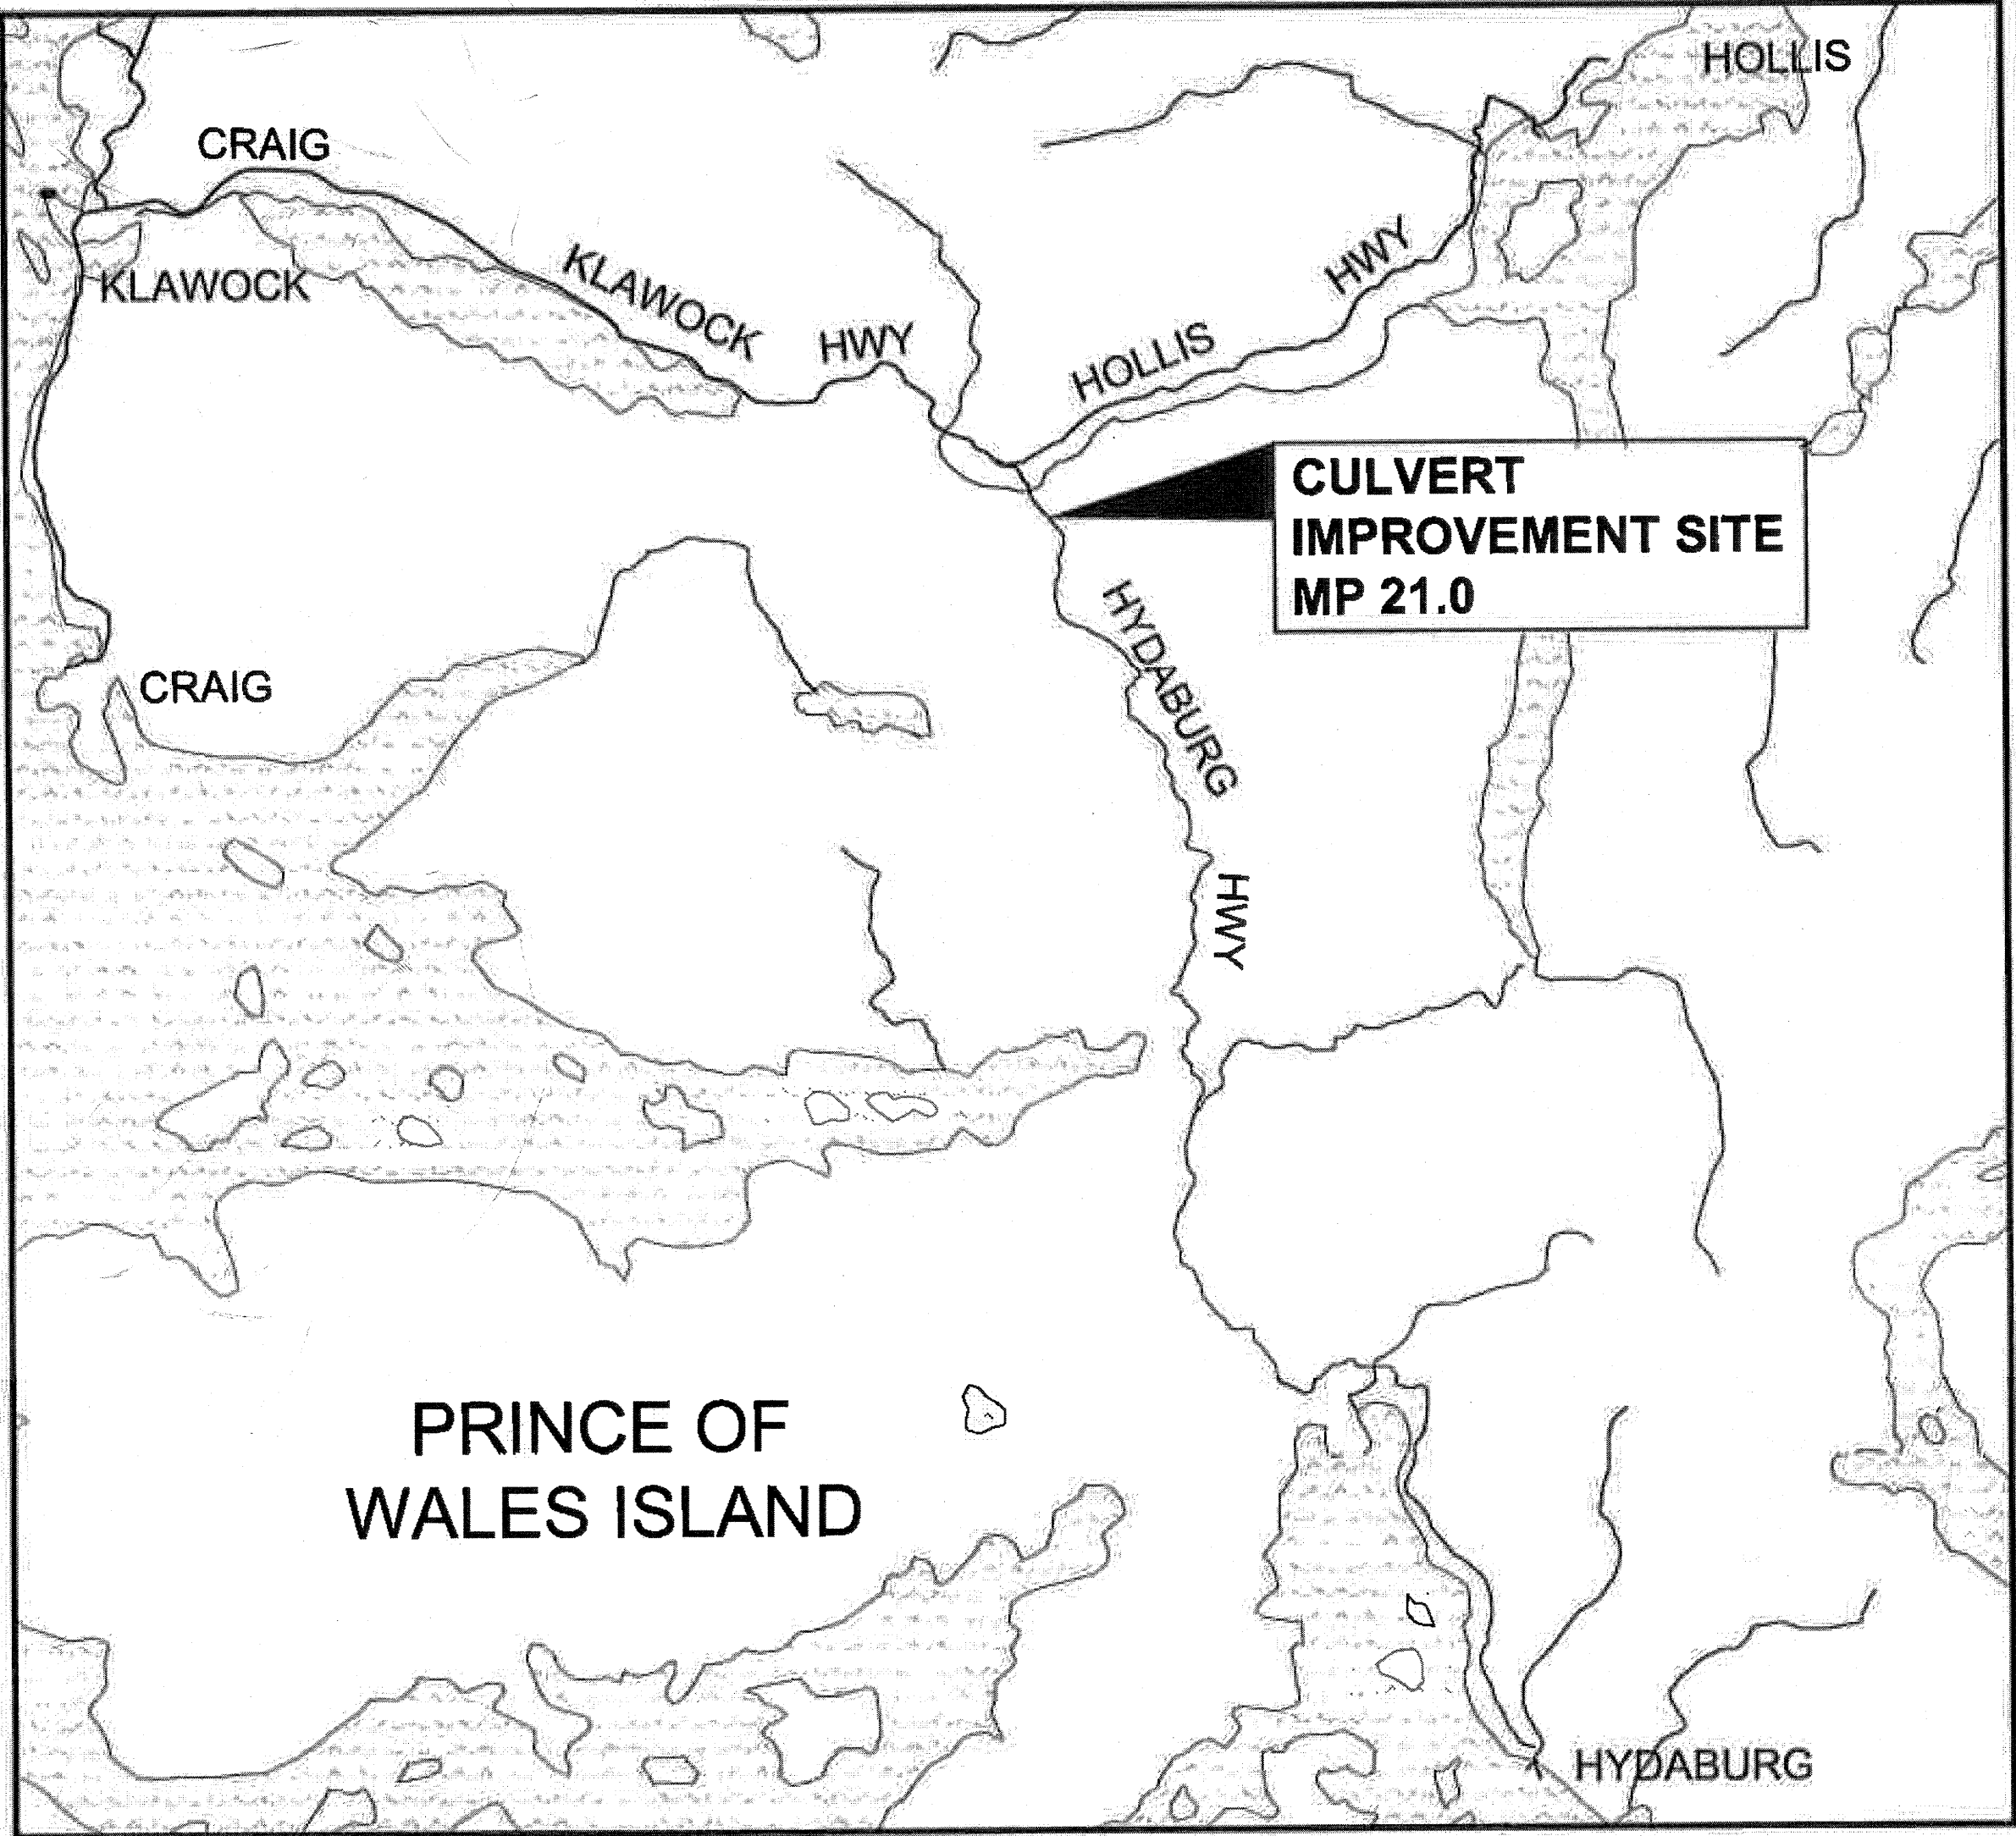 HOLLIS
CRAIG
KLAWOCK
KLAWOCK
HWY
HOLLIS
HWY
CULVERT
IMPROVEMENT SITE
MP 21.0
HYDABURG
HWY
CRAIG
PRINCE OF
WALES ISLAND
HYDABURG